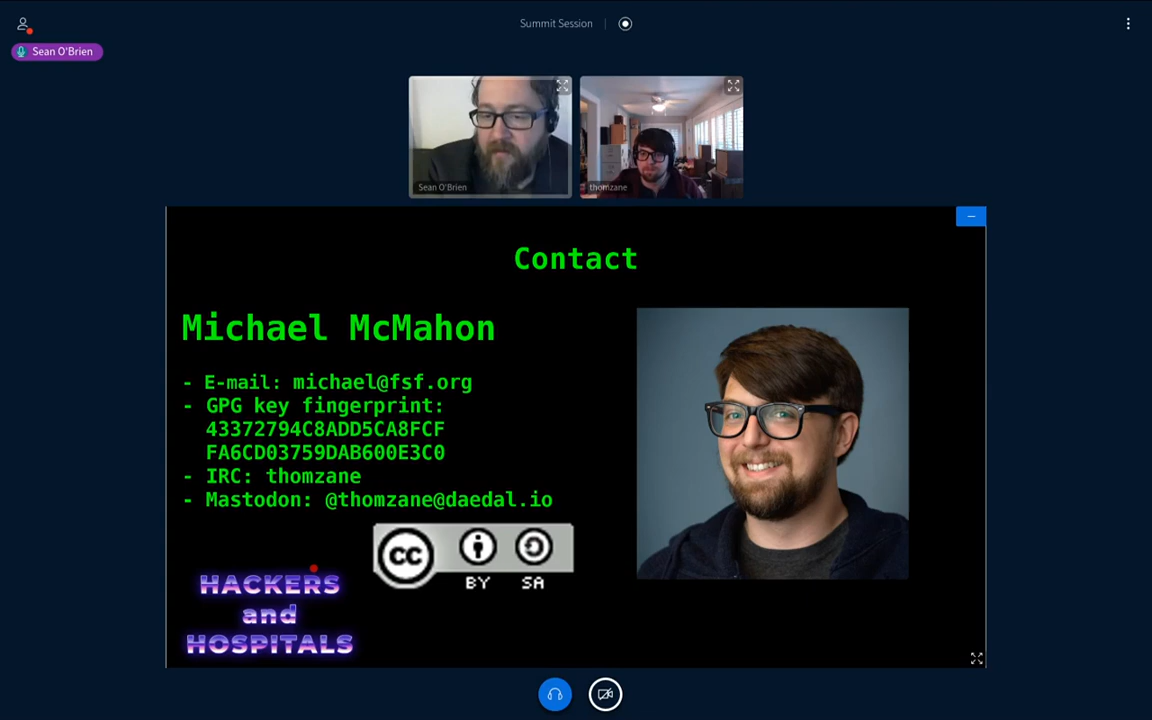 Summit Session
Sean O'Brien
Sean O'Brien
thomzane
Contact
Michael McMahon
- E-mail: michael@fsf.org
- GPG key fingerprint:
43372794C8ADD5CA8FCF
FA6CD03759DAB600E3C0
- IRC: thomzane
- Mastodon: @thomzane@daedal.io
cc
BY SA
HACKERS
and
HOSPITALS